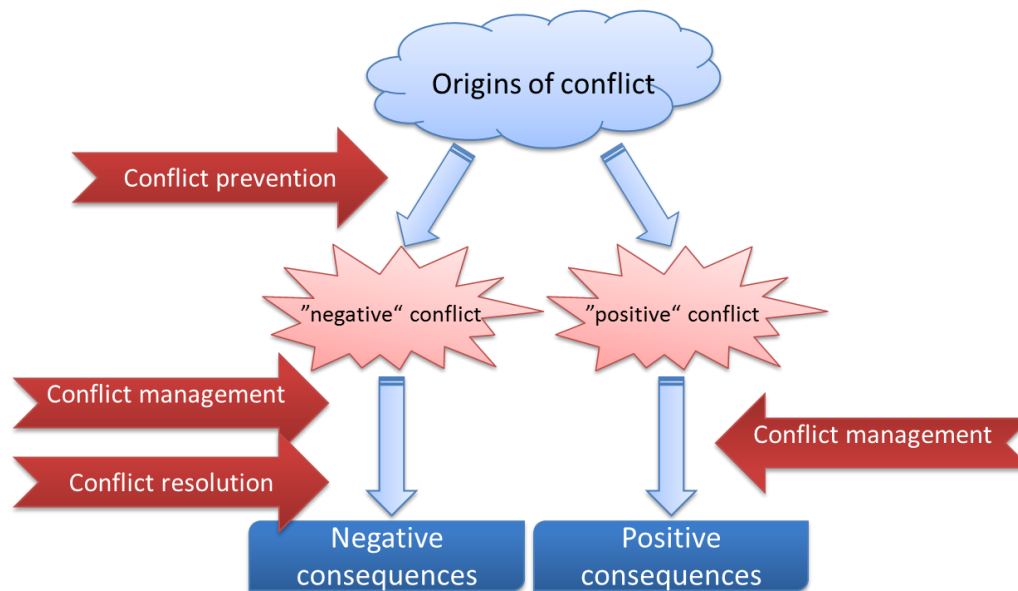 Origins of conflict
Conflict prevention
”negative“ conflict
”positive“ conflict
Conflict management
Conflict management
Conflict resolution
Negative
consequences
Positive
consequences